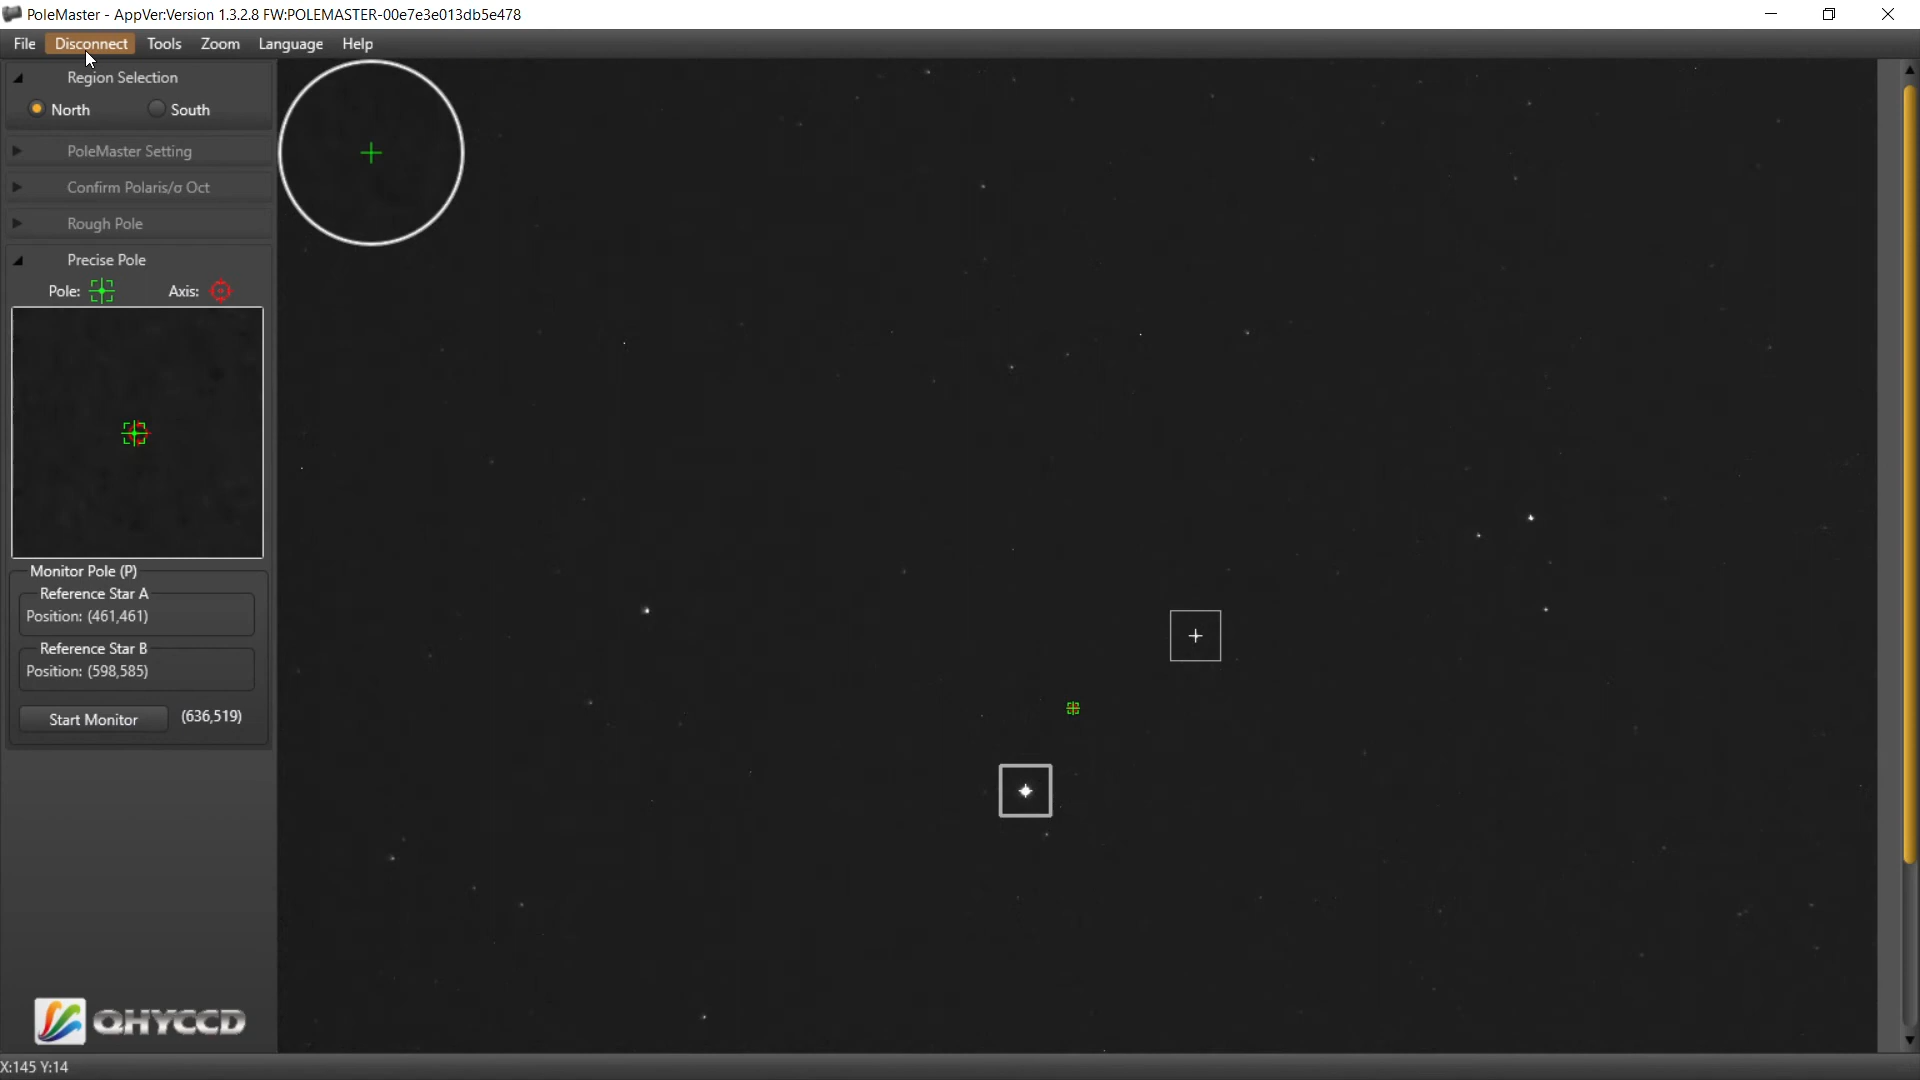 PoleMaster - AppVer:Version 1.3.2.8 FW:POLEMASTER-00e7e3e013db5e478
File Disconnect Tools Zoom Language Help
Region Selection
North South
PoleMaster Setting
Confirm Polaris/σ Oct
Rough Pole
Precise Pole
Pole: Axis:
Monitor Pole (P)
Reference Star A
Position: (461,461)
Reference Star B
Position: (598,585)
Start Monitor (636,519)
QHYCCD
X:145 Y:14